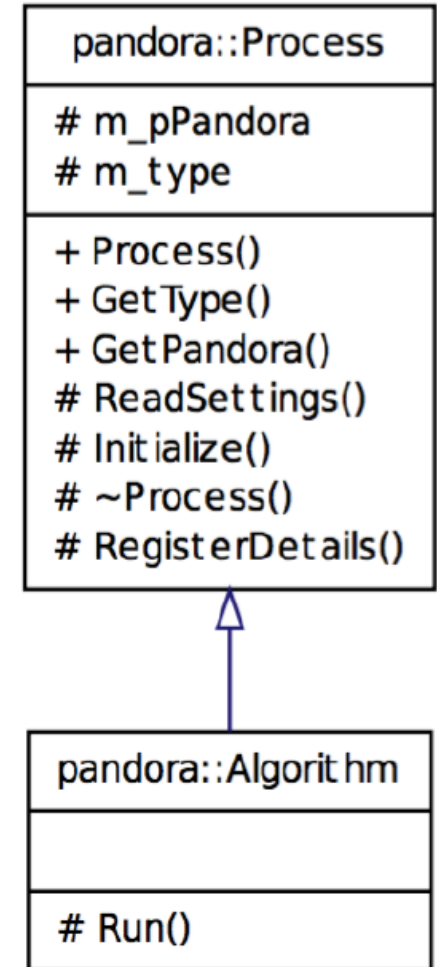 pandora::Process
# m_pPandora
# m_type
+ Process()
+ GetType()
+ GetPandora()
# ReadSettings()
# Initialize()
# ~Process()
# RegisterDetails()
pandora::Algorithm
# Run()